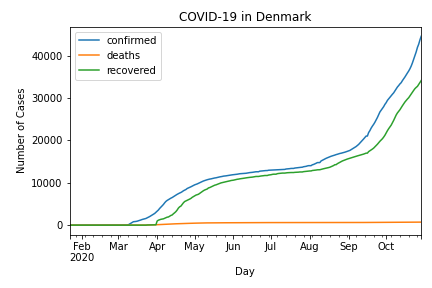 COVID-19 in Denmark
confirmed
deaths
recovered
Number of Cases
40000
30000
20000
10000
0
Feb Mar Apr May Jun Jul Aug Sep Oct
2020
Day